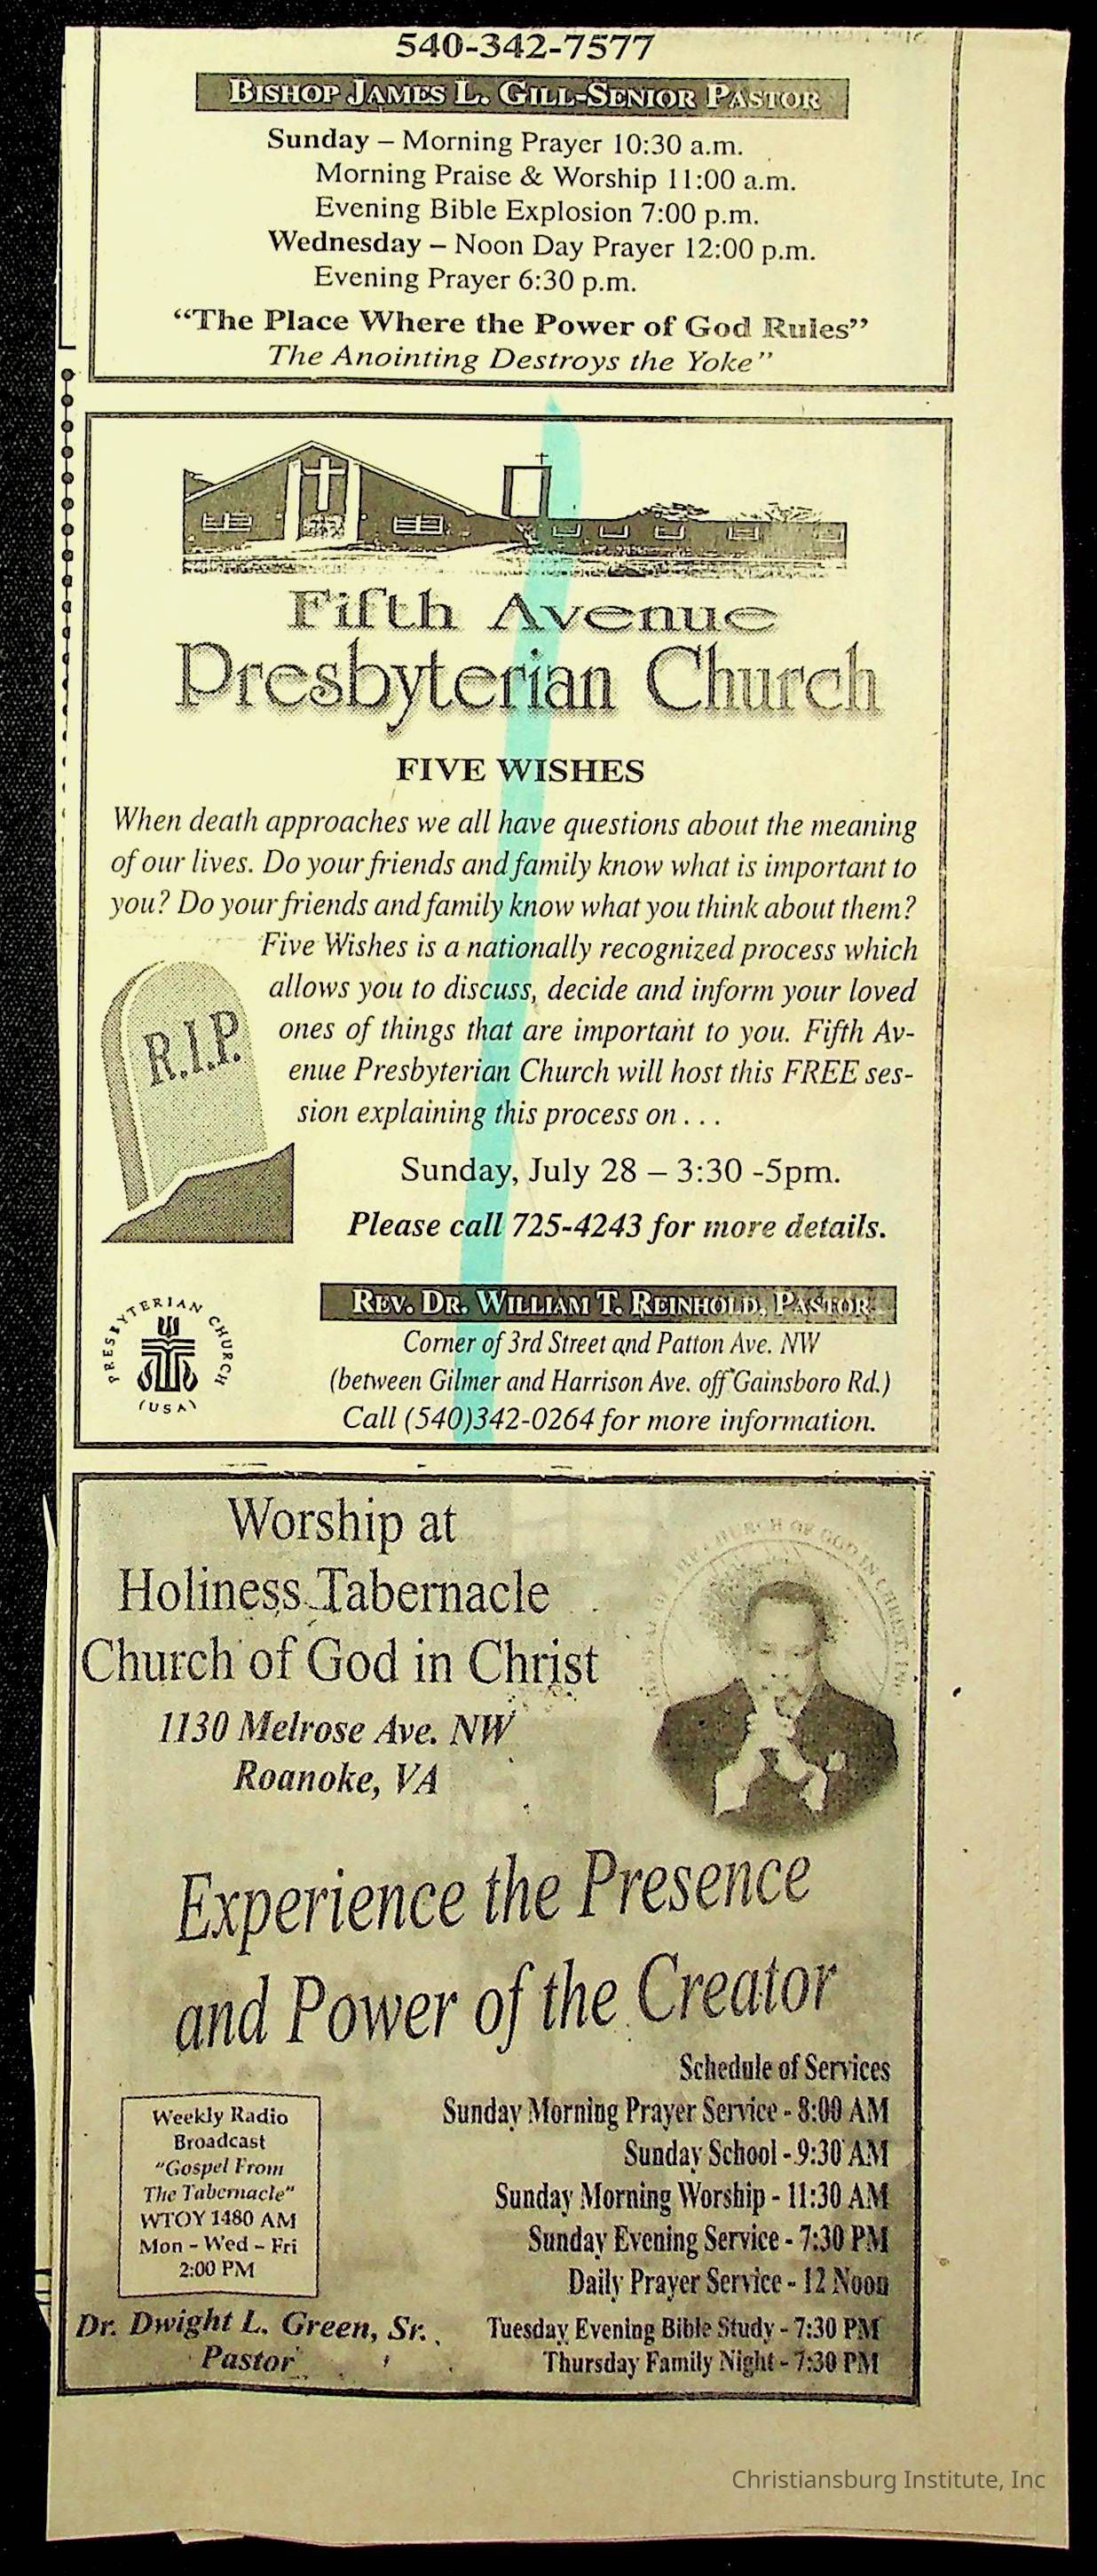 540-342-7577
BISHOP JAMES L. GILL-SENIOR PASTOR
Sunday – Morning Prayer 10:30 a.m.
Morning Praise & Worship 11:00 a.m.
Evening Bible Explosion 7:00 p.m.
Wednesday – Noon Day Prayer 12:00 p.m.
Evening Prayer 6:30 p.m.
“The Place Where the Power of God Rules”
The Anointing Destroys the Yoke”
Fifth Avenue
Presbyterian Church
FIVE WISHES
When death approaches we all have questions about the meaning
of our lives. Do your friends and family know what is important to
you? Do your friends and family know what you think about them?
Five Wishes is a nationally recognized process which
allows you to discuss, decide and inform your loved
ones of things that are important to you. Fifth Av-
enue Presbyterian Church will host this FREE ses-
sion explaining this process on . . .
R.I.P.
Sunday, July 28 – 3:30 -5pm.
Please call 725-4243 for more details.
REV. DR. WILLIAM T. REINHOLD, PASTOR
Corner of 3rd Street and Patton Ave. NW
(between Gilmer and Harrison Ave. off Gainsboro Rd.)
Call (540)342-0264 for more information.
PRESBYTERIAN CHURCH
(USA)
Worship at
Holiness Tabernacle
Church of God in Christ
1130 Melrose Ave. NW
Roanoke, VA
CHURCH OF GOD IN CHRIST, INC.
Experience the Presence
and Power of the Creator
Schedule of Services
Sunday Morning Prayer Service - 8:00 AM
Sunday School - 9:30 AM
Sunday Morning Worship - 11:30 AM
Sunday Evening Service - 7:30 PM
Daily Prayer Service - 12 Noon
Tuesday Evening Bible Study - 7:30 PM
Thursday Family Night - 7:30 PM
Weekly Radio
Broadcast
“Gospel From
The Tabernacle”
WTOY 1480 AM
Mon - Wed - Fri
2:00 PM
Dr. Dwight L. Green, Sr.
Pastor
Christiansburg Institute, Inc